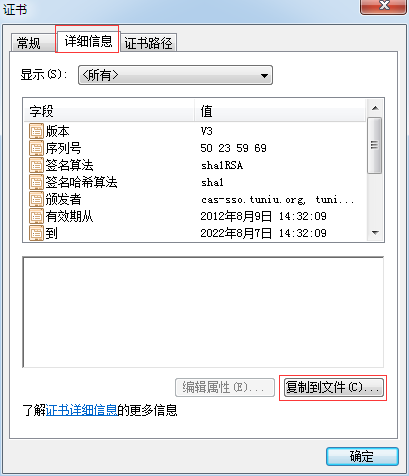 证书
常规 详细信息 证书路径
显示(S): <所有>
字段 值
版本 V3
序列号 50 23 59 69
签名算法 sha1RSA
签名哈希算法 sha1
颁发者 cas-sso.tuniu.org, tuni...
有效期从 2012年8月9日 14:32:09
到 2022年8月7日 14:32:09
编辑属性(E)... 复制到文件(C)...
了解证书详细信息的更多信息
确定